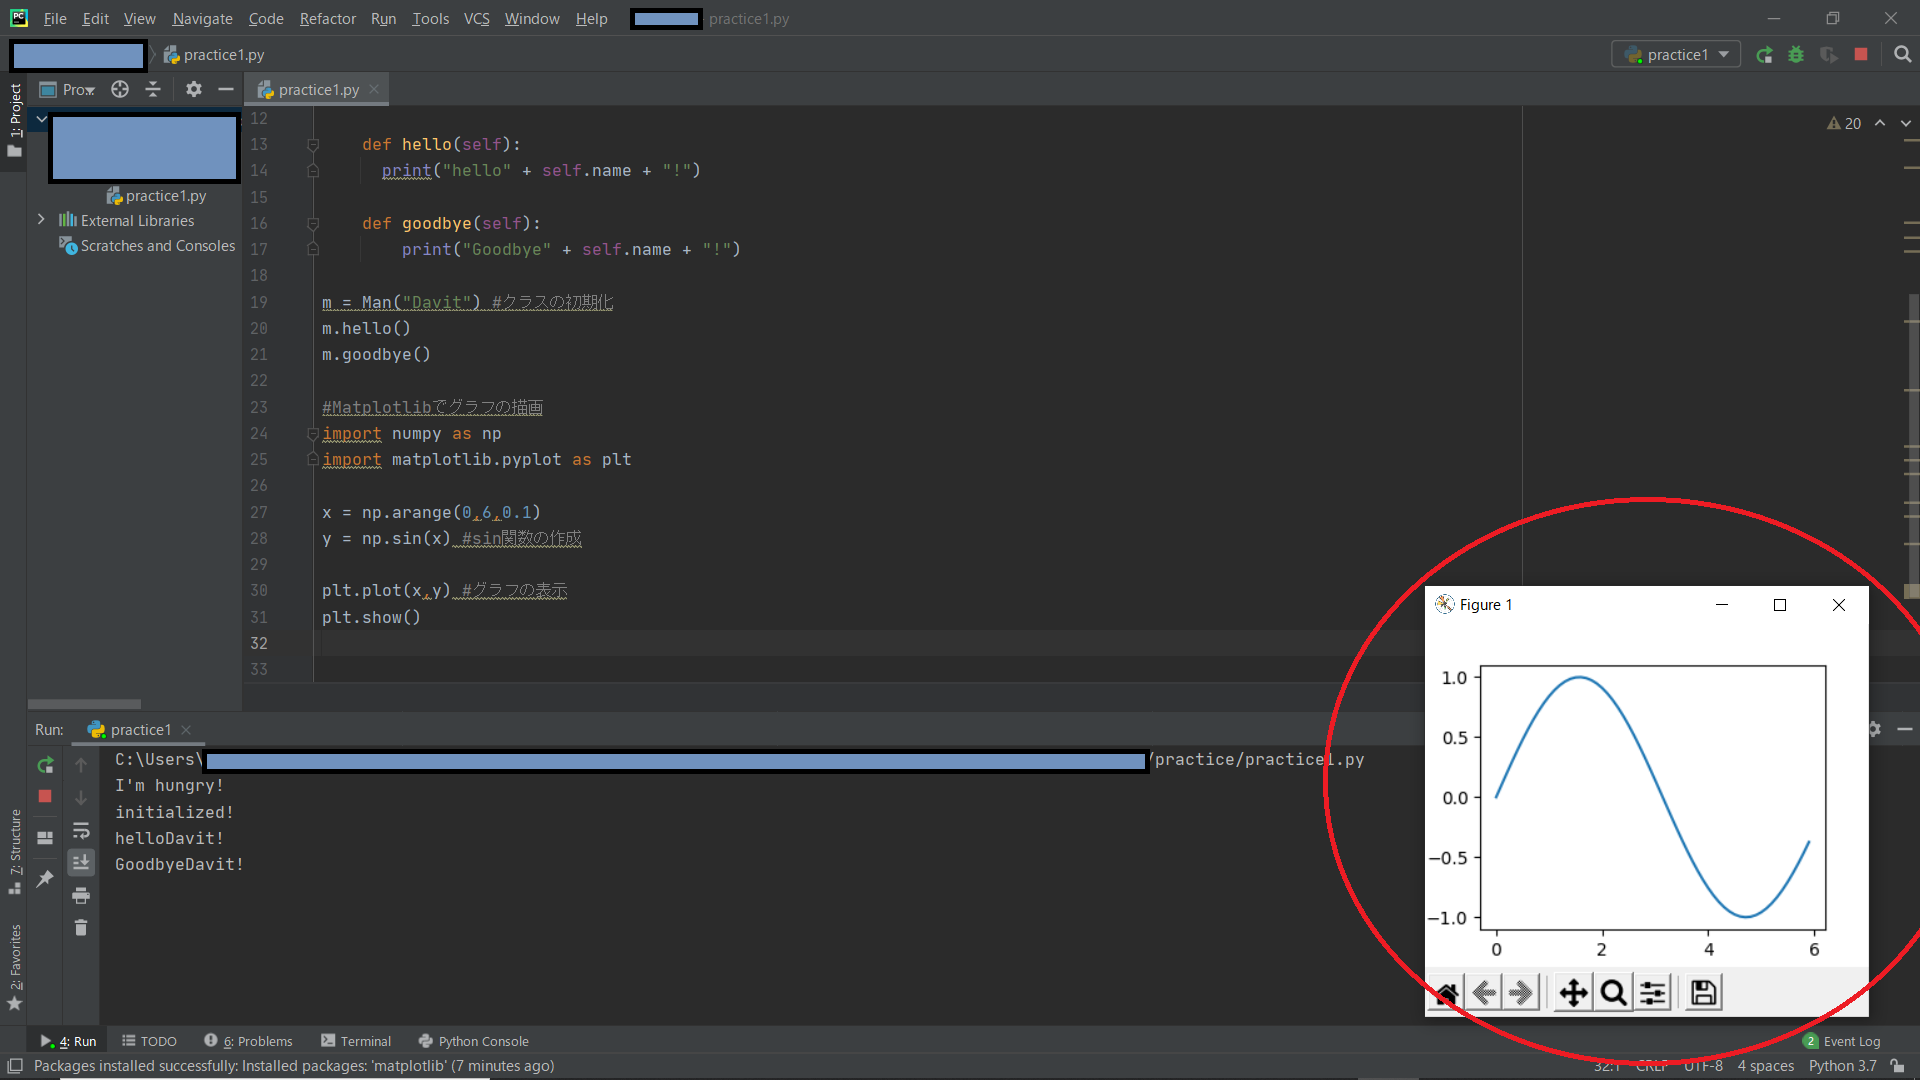 File Edit View Navigate Code Refactor Run Tools VCS Window Help practice1.py
practice1.py
practice1
1: Project
Pro...
practice1.py
20
practice1.py
External Libraries
Scratches and Consoles
12
13 def hello(self):
14 print("hello" + self.name + "!")
15
16 def goodbye(self):
17 print("Goodbye" + self.name + "!")
18
19 m = Man("Davit") #クラスの初期化
20 m.hello()
21 m.goodbye()
22
23 #Matplotlibでグラフの描画
24 import numpy as np
25 import matplotlib.pyplot as plt
26
27 x = np.arange(0,6,0.1)
28 y = np.sin(x) #sin関数の作成
29
30 plt.plot(x,y) #グラフの表示
31 plt.show()
32
33
Figure 1
1.0
0.5
0.0
−0.5
−1.0
0 2 4 6
Run: practice1
C:\Users\ /practice/practice1.py
I'm hungry!
initialized!
helloDavit!
GoodbyeDavit!
7: Structure
2: Favorites
4: Run TODO 6: Problems Terminal Python Console 2 Event Log
Packages installed successfully: Installed packages: 'matplotlib' (7 minutes ago) 32:1 CRLF UTF-8 4 spaces Python 3.7